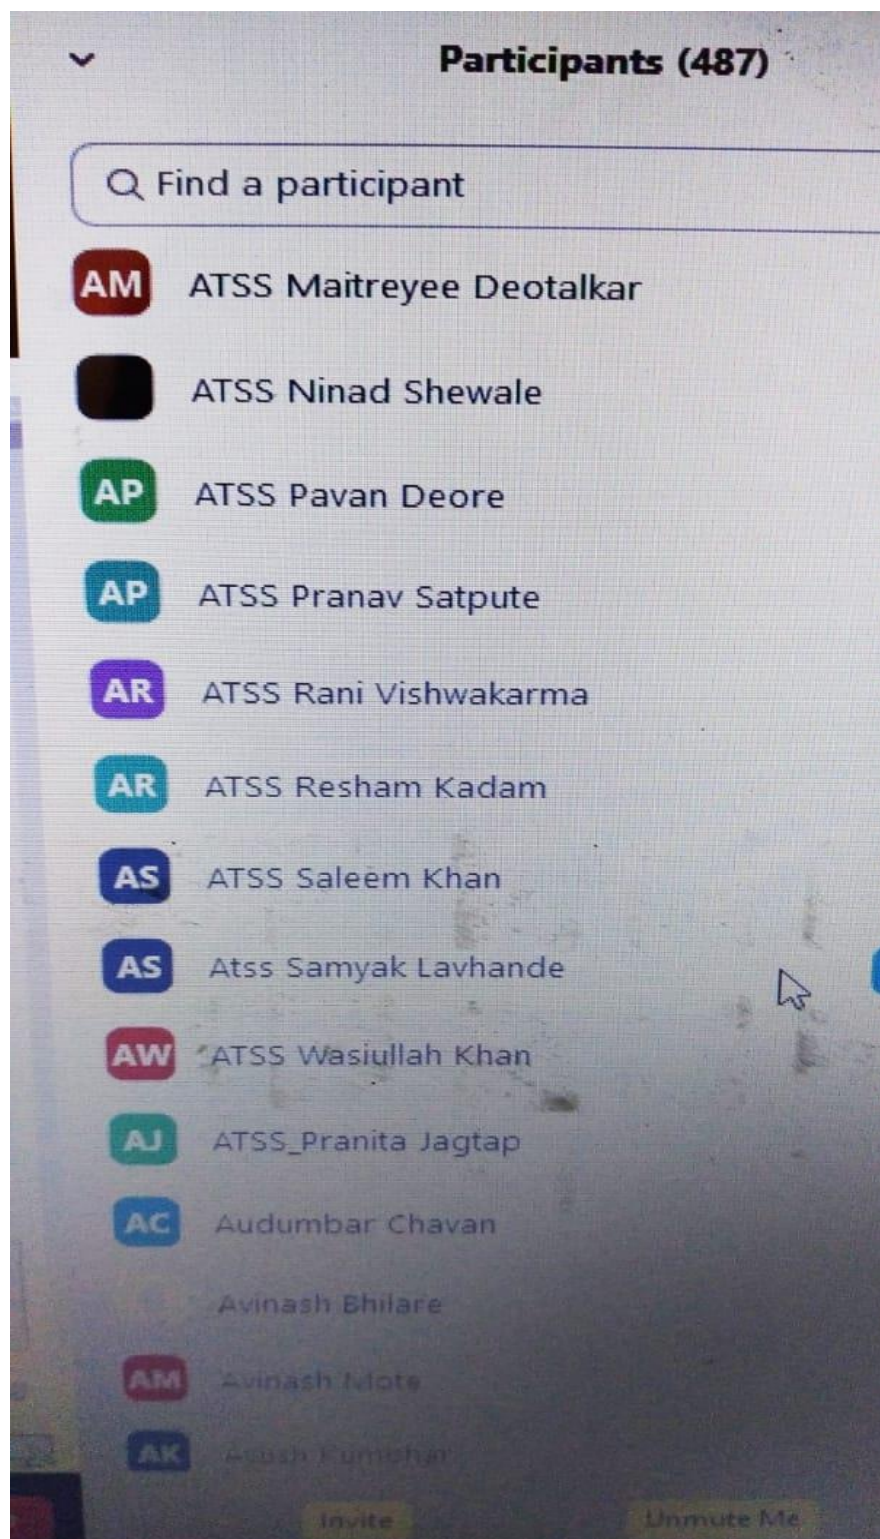 Participants (487)
Find a participant
AM ATSS Maitreyee Deotalkar
ATSS Ninad Shewale
AP ATSS Pavan Deore
AP ATSS Pranav Satpute
AR ATSS Rani Vishwakarma
AR ATSS Resham Kadam
AS ATSS Saleem Khan
AS Atss Samyak Lavhande
AW ATSS Wasiullah Khan
AJ ATSS_Pranita Jagtap
AC Audumbar Chavan
Avinash Bhilare
AM Avinash Mote
AK
Invite Unmute Me